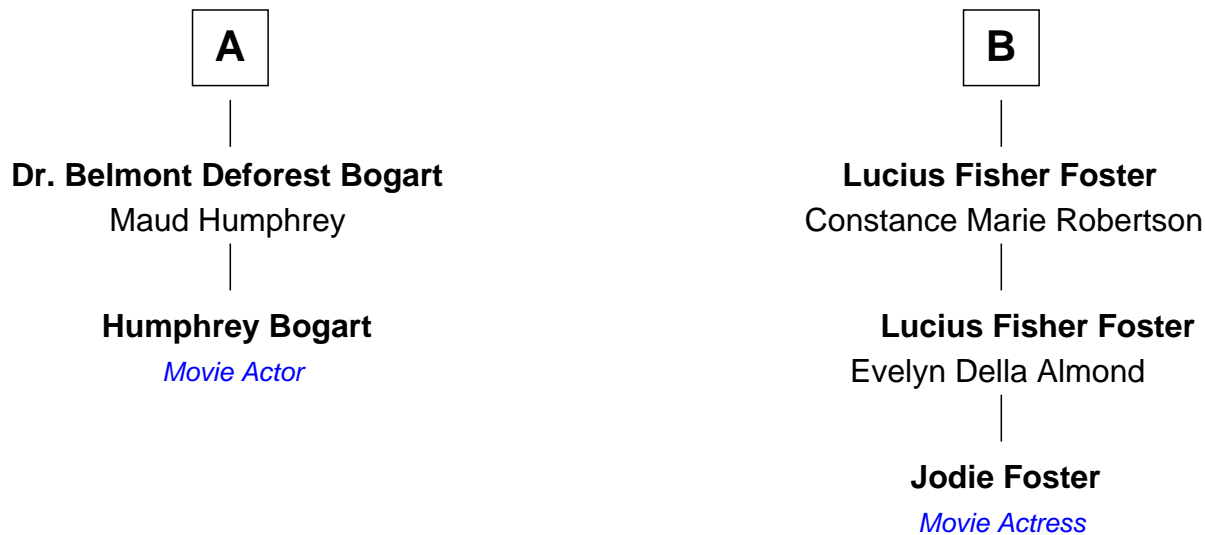 A
Dr. Belmont Deforest Bogart
Maud Humphrey
Humphrey Bogart
Movie Actor
B
Lucius Fisher Foster
Constance Marie Robertson
Lucius Fisher Foster
Evelyn Della Almond
Jodie Foster
Movie Actress